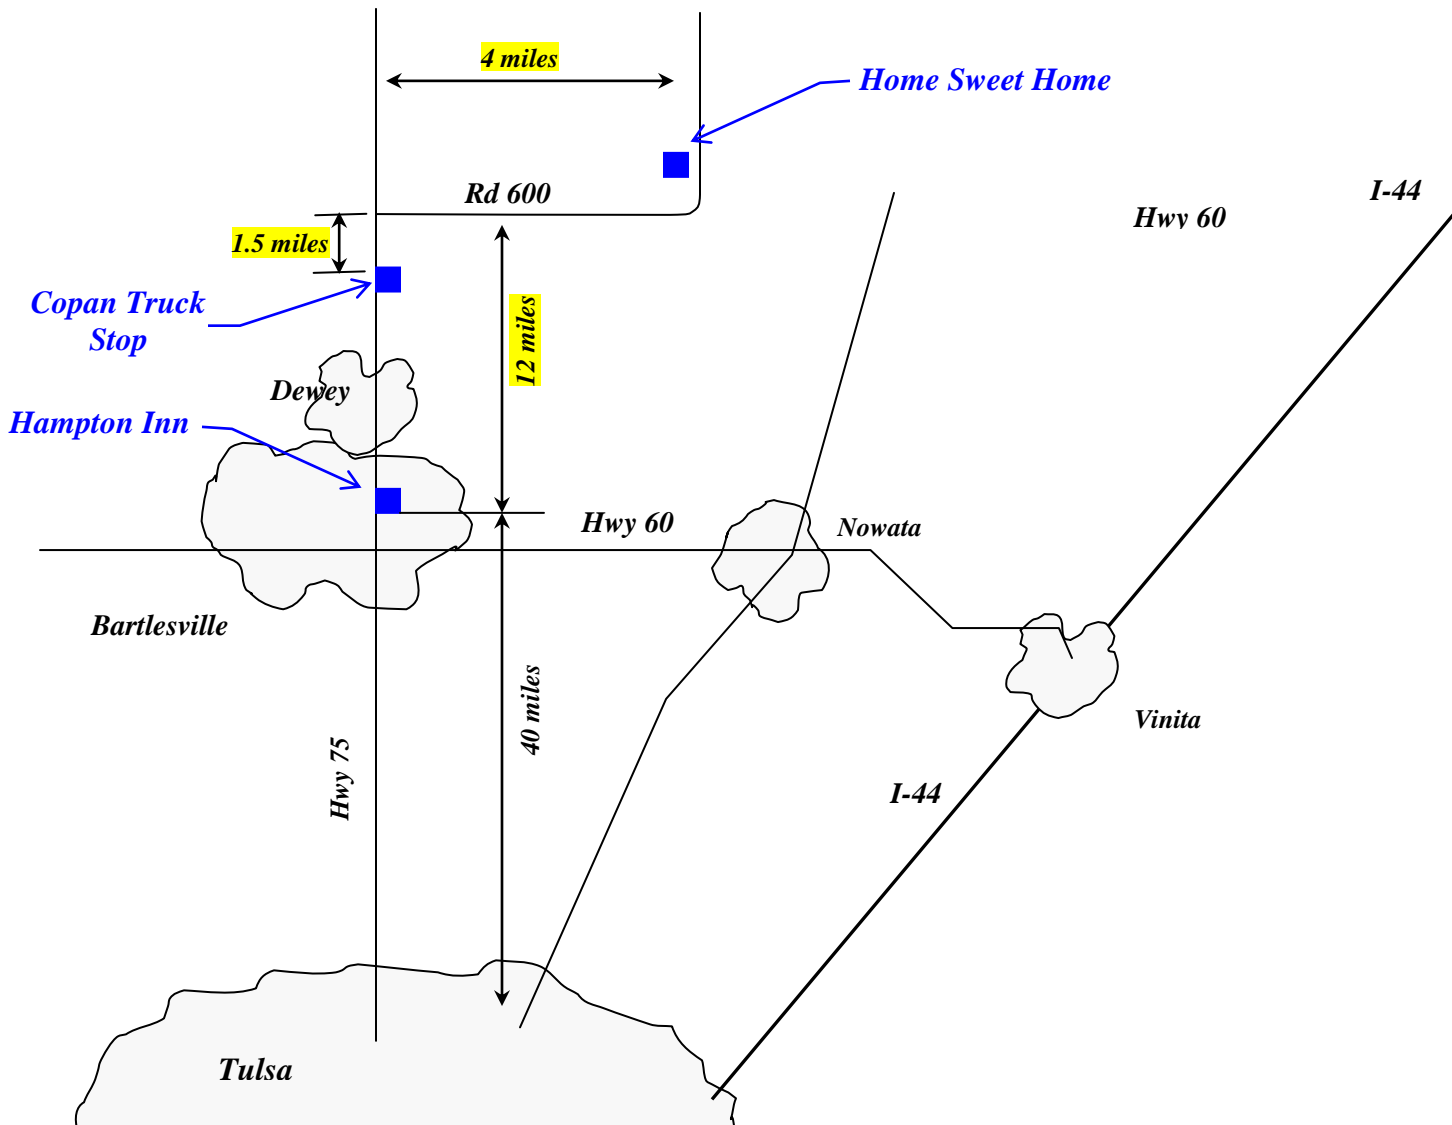 4 miles
Home Sweet Home
Rd 600
I-44
Hwy 60
1.5 miles
Copan Truck
Stop
12 miles
Dewey
Hampton Inn
Hwy 60
Nowata
Bartlesville
40 miles
Vinita
Hwy 75
I-44
Tulsa